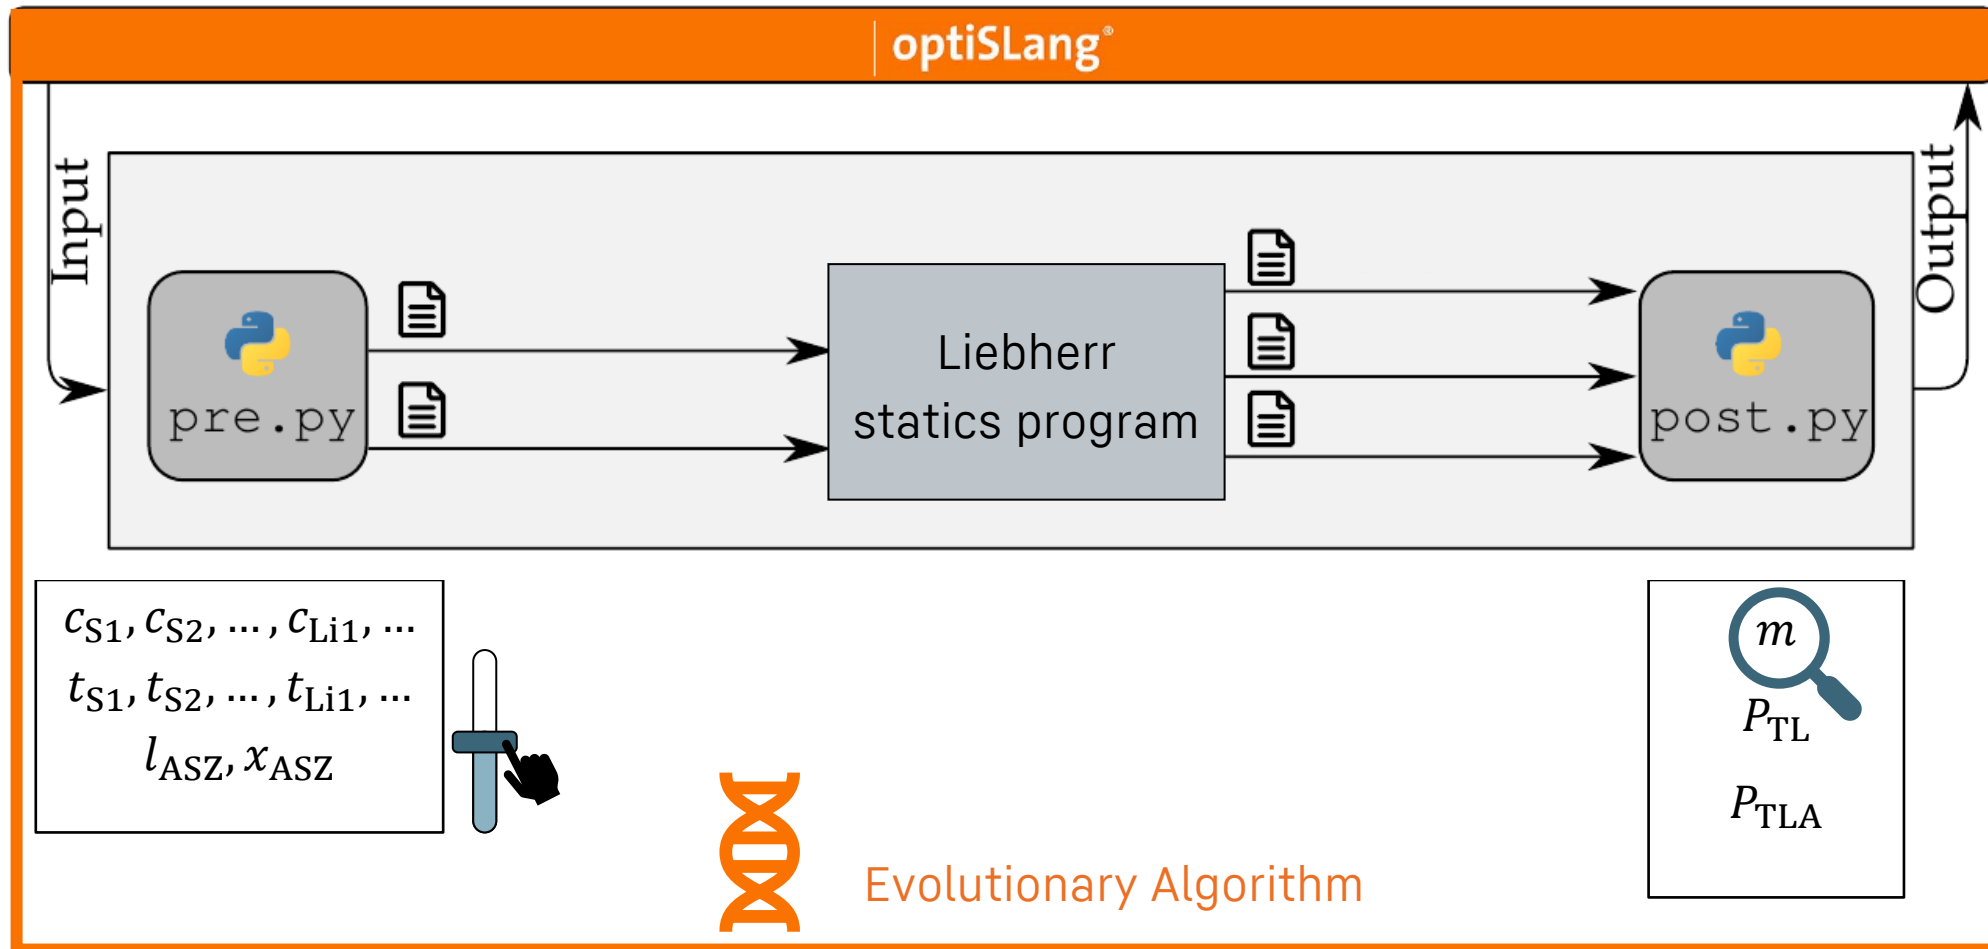 optiSLang®
Input
Output
pre.py
Liebherr
statics program
post.py
c_S1, c_S2, ... , c_Li1, ...
t_S1, t_S2, ... , t_Li1, ...
l_ASZ, x_ASZ
m
P_TL
P_TLA
Evolutionary Algorithm